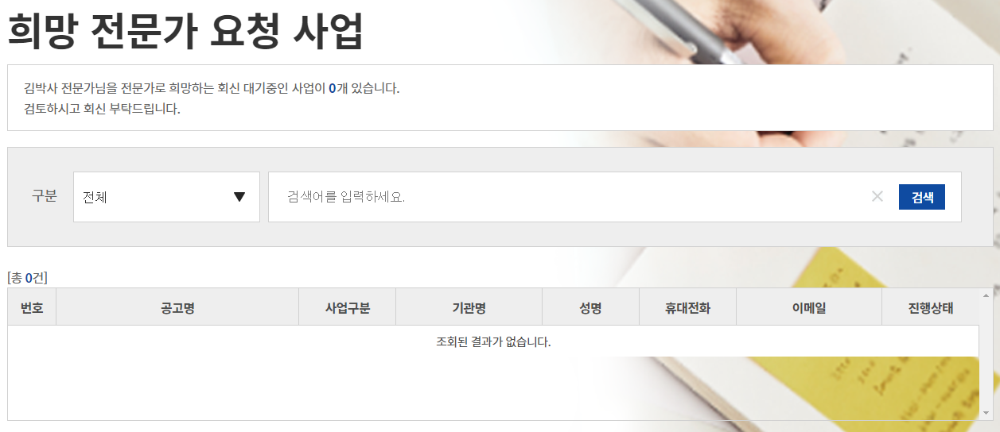 희망 전문가 요청 사업
김박사 전문가님을 전문가로 희망하는 회신 대기중인 사업이 0개 있습니다.
검토하시고 회신 부탁드립니다.
구분 전체 ▼ 검색어를 입력하세요. × 검색
[총 0건]
번호 공고명 사업구분 기관명 성명 휴대전화 이메일 진행상태
조회된 결과가 없습니다.